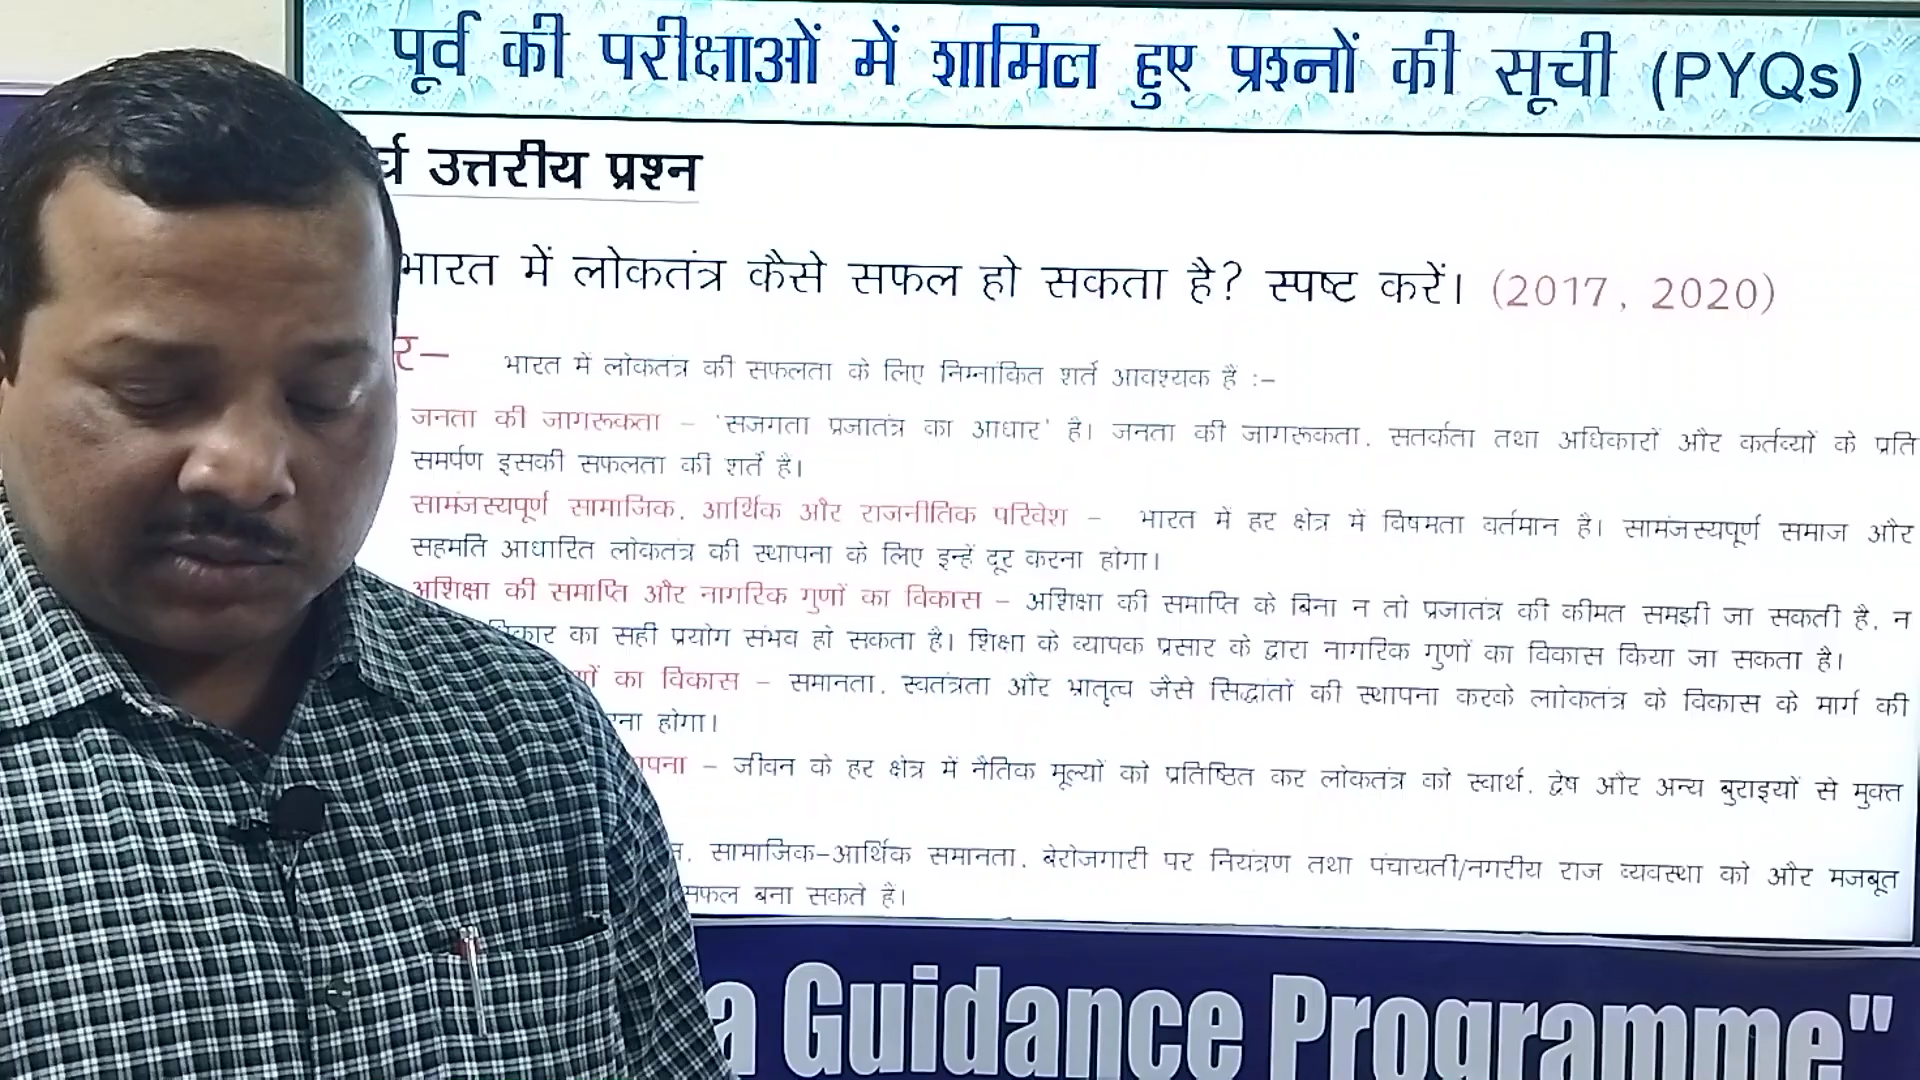 पूर्व की परीक्षाओं में शामिल हुए प्रश्नों की सूची (PYQs)
उत्तरीय प्रश्न
भारत में लोकतंत्र कैसे सफल हो सकता है? स्पष्ट करें। (2017, 2020)
भारत में लोकतंत्र की सफलता के लिए निम्नांकित शर्तें आवश्यक हैं :–
जनता की जागरूकता – 'सजगता प्रजातंत्र का आधार' है। जनता की जागरूकता, सतर्कता तथा अधिकारों और कर्तव्यों के प्रति
समर्पण इसकी सफलता की शर्तें है।
सामंजस्यपूर्ण सामाजिक, आर्थिक और राजनीतिक परिवेश – भारत में हर क्षेत्र में विषमता वर्तमान है। सामंजस्यपूर्ण समाज और
सहमति आधारित लोकतंत्र की स्थापना के लिए इन्हें दूर करना होगा।
अशिक्षा की समाप्ति और नागरिक गुणों का विकास – अशिक्षा की समाप्ति के बिना न तो प्रजातंत्र की कीमत समझी जा सकती है, न
का सही प्रयोग संभव हो सकता है। शिक्षा के व्यापक प्रसार के द्वारा नागरिक गुणों का विकास किया जा सकता है।
का विकास – समानता, स्वतंत्रता और भ्रातृत्व जैसे सिद्धांतों की स्थापना करके लाोकतंत्र के विकास के मार्ग की
होगा।
– जीवन के हर क्षेत्र में नैतिक मूल्यों को प्रतिष्ठित कर लोकतंत्र को स्वार्थ, द्वेष और अन्य बुराइयों से मुक्त
सामाजिक–आर्थिक समानता, बेरोजगारी पर नियंत्रण तथा पंचायती/नगरीय राज व्यवस्था को और मजबूत
सफल बना सकते है।
a Guidance Programme"